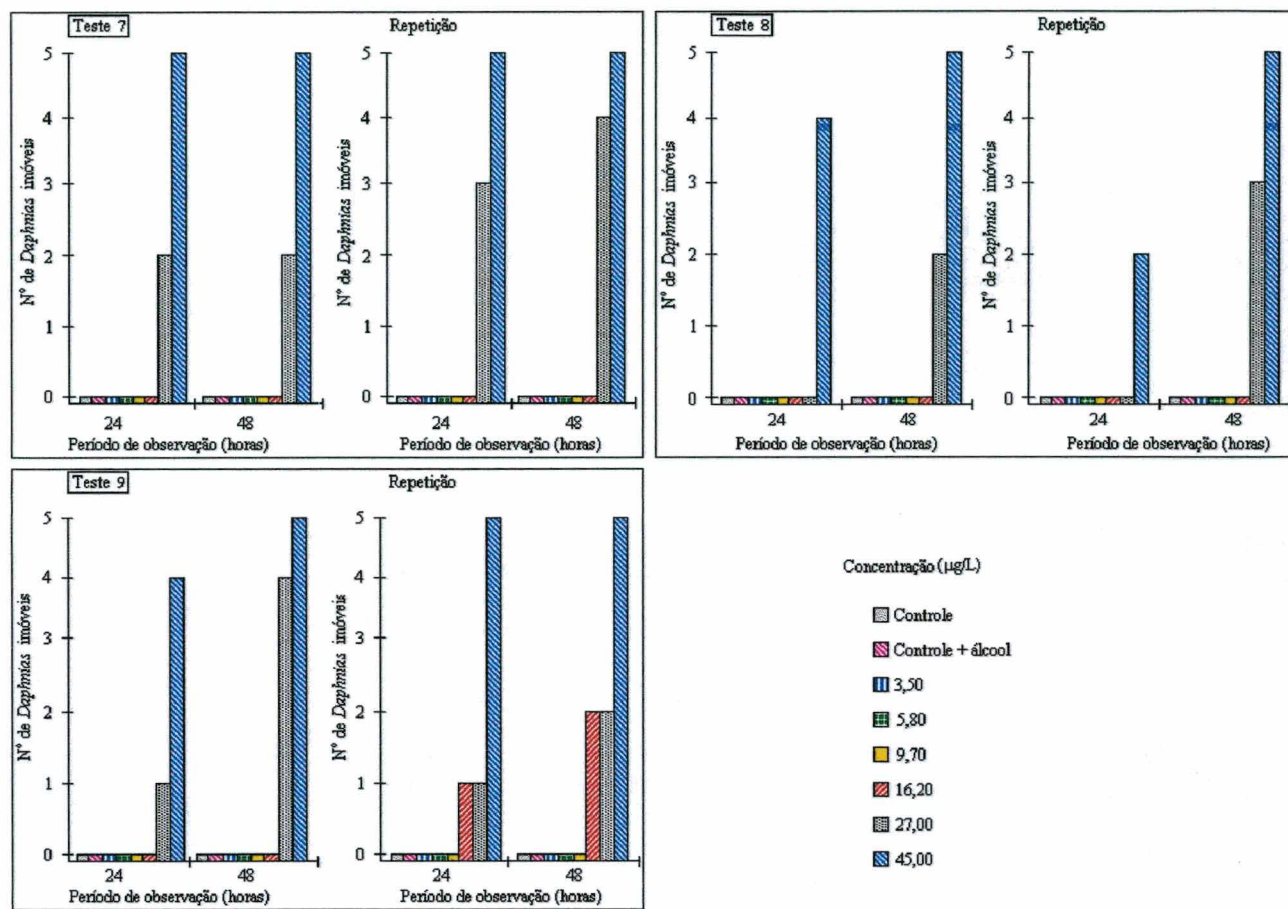 Teste 7
Repetição
Nº de Daphnias imóveis
5
4
3
2
1
0
24
48
Período de observação (horas)
Nº de Daphnias imóveis
5
4
3
2
1
0
24
48
Período de observação (horas)
Teste 8
Repetição
Nº de Daphnias imóveis
5
4
3
2
1
0
24
48
Período de observação (horas)
Nº de Daphnias imóveis
5
4
3
2
1
0
24
48
Período de observação (horas)
Teste 9
Repetição
Nº de Daphnias imóveis
5
4
3
2
1
0
24
48
Período de observação (horas)
Nº de Daphnias imóveis
5
4
3
2
1
0
24
48
Período de observação (horas)
Concentração (µg/L)
Controle
Controle + álcool
3,50
5,80
9,70
16,20
27,00
45,00